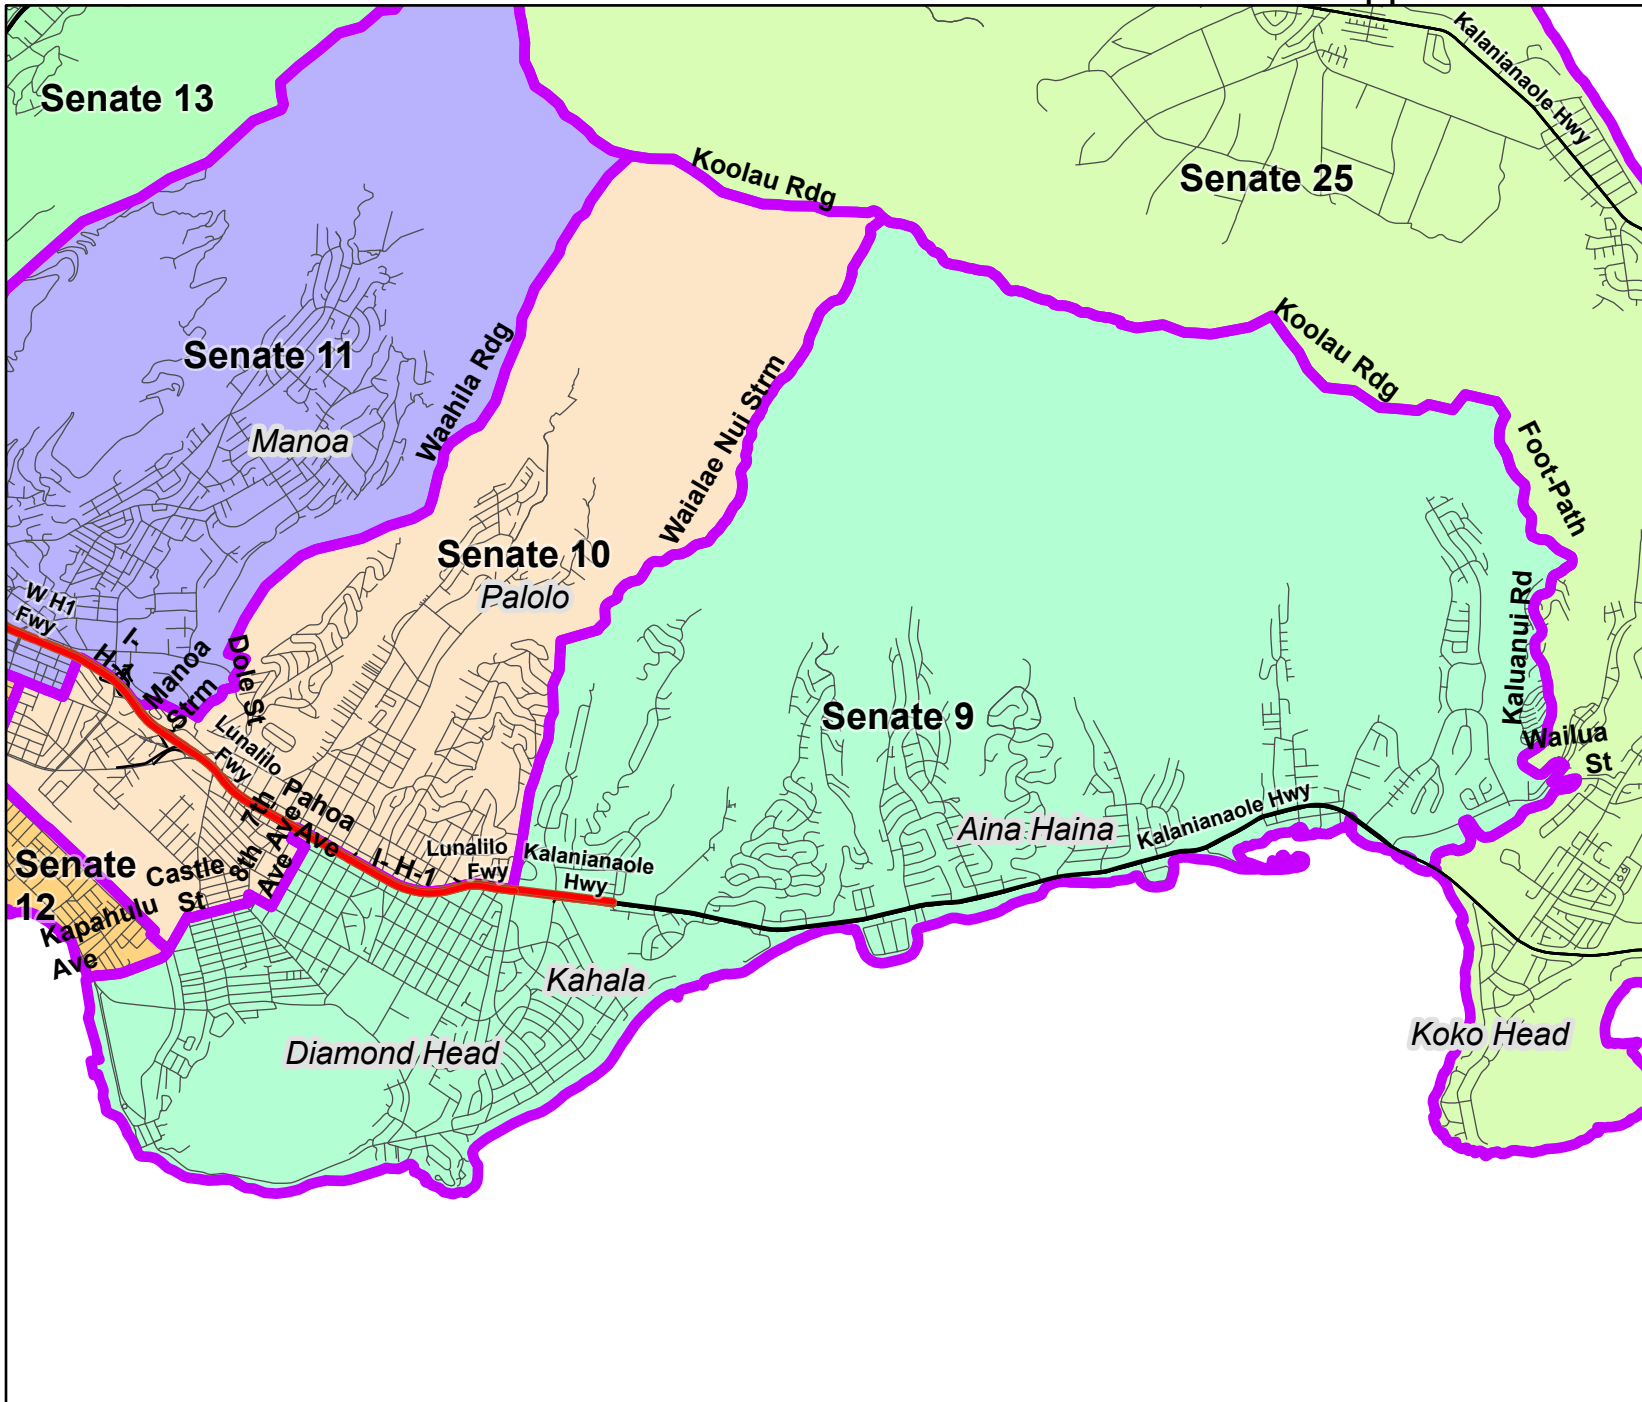 Kalanianaole Hwy
Senate 13
Koolau Rdg
Senate 25
Koolau Rdg
Senate 11
Waahila Rdg
Manoa
Waialae Nui Strm
Foot-Path
Senate 10
Palolo
W H1
Fwy
I-
H-1
Manoa
Strm
Dole St
Kaluanui Rd
Senate 9
Wailua
St
Lunalilo
Fwy
7th
Ave
Pahoa
Ave
Aina Haina
Kalanianaole Hwy
Senate
12
Castle
St
8th
Ave
I- H-1
Lunalilo
Fwy
Kalanianaole
Hwy
Kapahulu
Ave
Kahala
Diamond Head
Koko Head